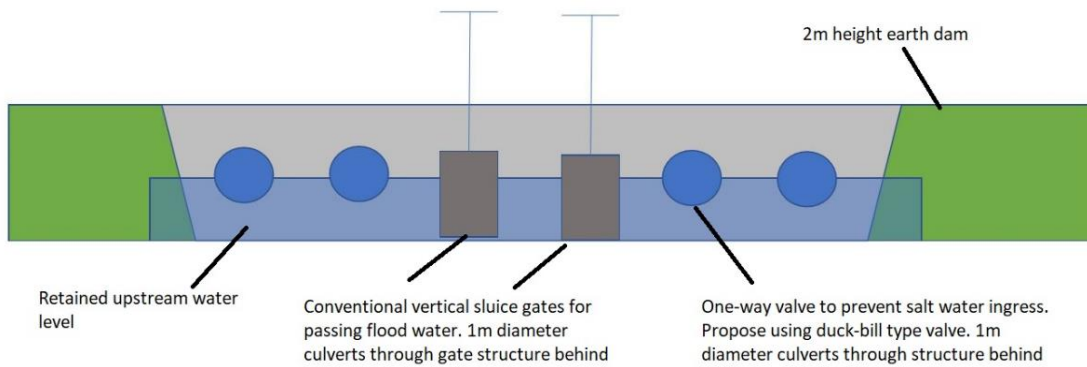 2m height earth dam
Retained upstream water
level
Conventional vertical sluice gates for
passing flood water. 1m diameter
culverts through gate structure behind
One-way valve to prevent salt water ingress.
Propose using duck-bill type valve. 1m
diameter culverts through structure behind